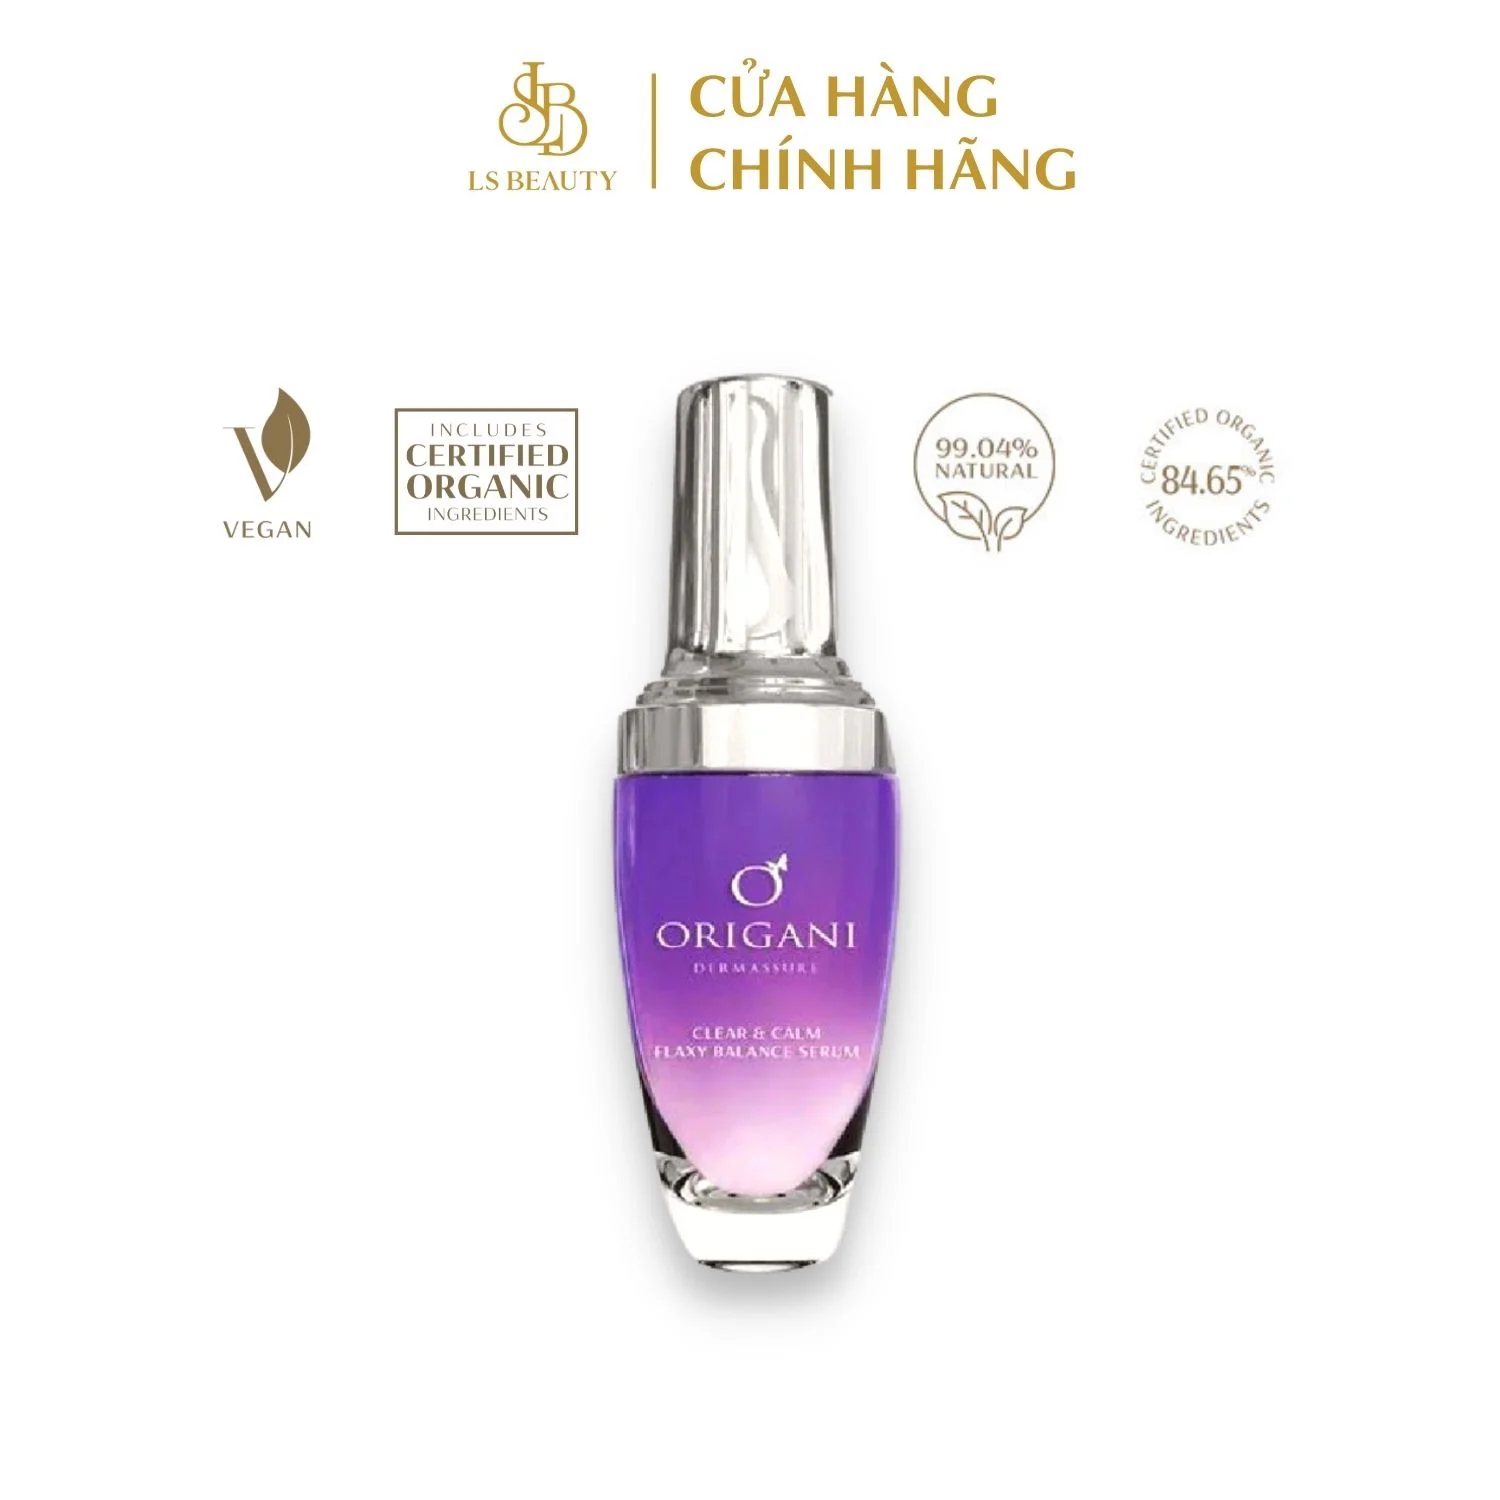 LS BEAUTY
CỬA HÀNG
CHÍNH HÃNG
VEGAN
INCLUDES
CERTIFIED
ORGANIC
INGREDIENTS
99.04%
NATURAL
CERTIFIED ORGANIC
84.65%
INGREDIENTS
ORIGANI
DERMASSURE
CLEAR & CALM
FLAXY BALANCE SERUM